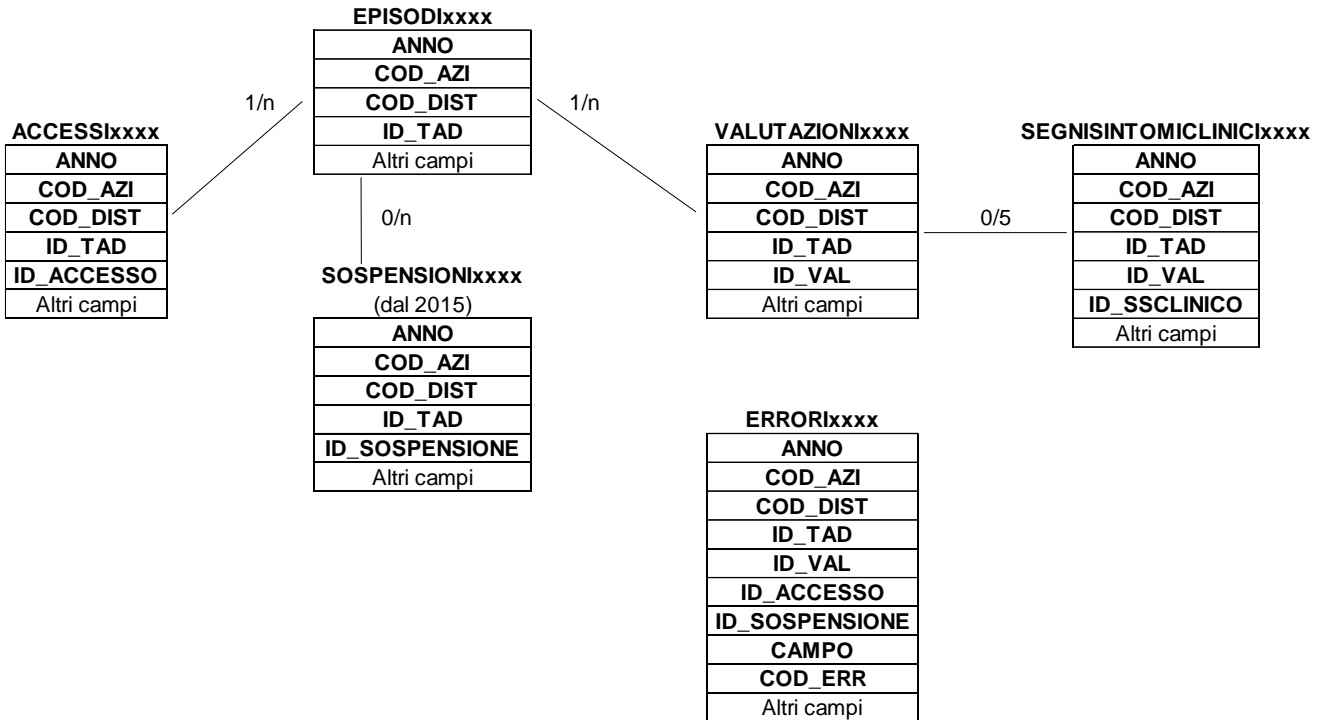 EPISODIxxxx
ANNO
COD_AZI
COD_DIST
ID_TAD
Altri campi
1/n
1/n
0/n
ACCESSIxxxx
ANNO
COD_AZI
COD_DIST
ID_TAD
ID_ACCESSO
Altri campi
SOSPENSIONIxxxx
(dal 2015)
ANNO
COD_AZI
COD_DIST
ID_TAD
ID_SOSPENSIONE
Altri campi
VALUTAZIONIxxxx
ANNO
COD_AZI
COD_DIST
ID_TAD
ID_VAL
Altri campi
0/5
SEGNISINTOMICLINICIxxxx
ANNO
COD_AZI
COD_DIST
ID_TAD
ID_VAL
ID_SSCLINICO
Altri campi
ERRORIxxxx
ANNO
COD_AZI
COD_DIST
ID_TAD
ID_VAL
ID_ACCESSO
ID_SOSPENSIONE
CAMPO
COD_ERR
Altri campi